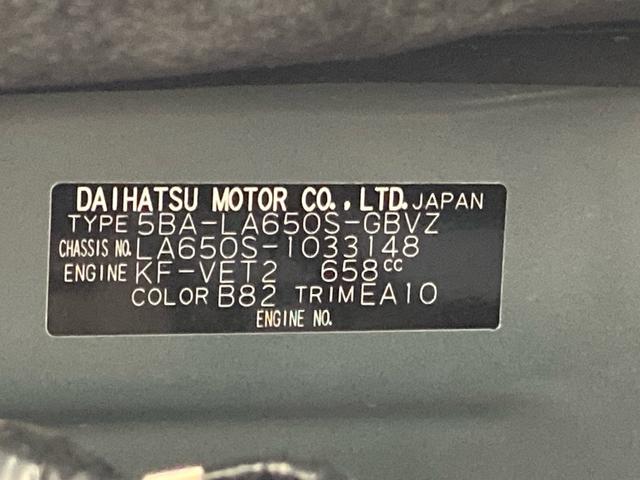 DAIHATSU MOTOR CO., LTD. JAPAN
TYPE 5BA-LA650S-GBVZ
CHASSIS NO. LA650S-1033148
ENGINE KF-VET2 658cc
COLOR B82 TRIM EA10
ENGINE NO.